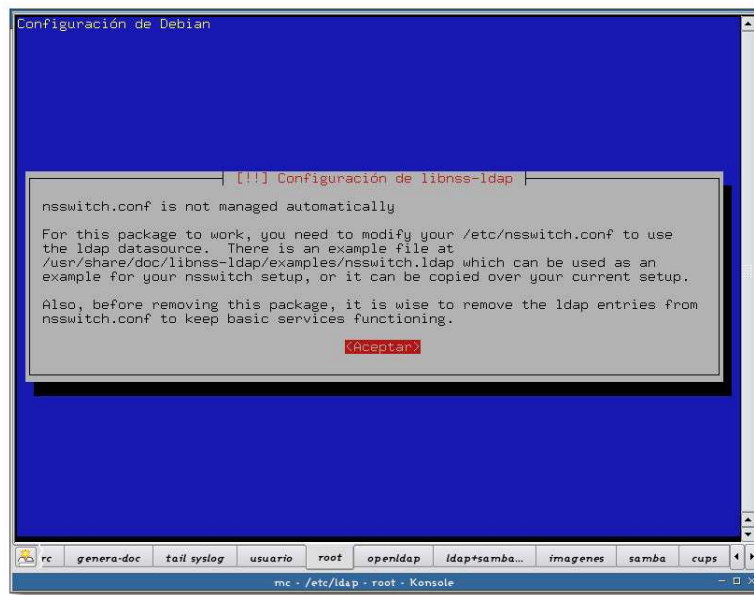 Configuración de Debian
[!!] Configuración de libnss-ldap
nsswitch.conf is not managed automatically
For this package to work, you need to modify your /etc/nsswitch.conf to use
the ldap datasource.  There is an example file at
/usr/share/doc/libnss-ldap/examples/nsswitch.ldap which can be used as an
example for your nsswitch setup, or it can be copied over your current setup.
Also, before removing this package, it is wise to remove the ldap entries from
nsswitch.conf to keep basic services functioning.
<Aceptar>
rc genera-doc tail syslog usuario root openldap ldap+samba... imagenes samba cups
mc - /etc/ldap - root - Konsole